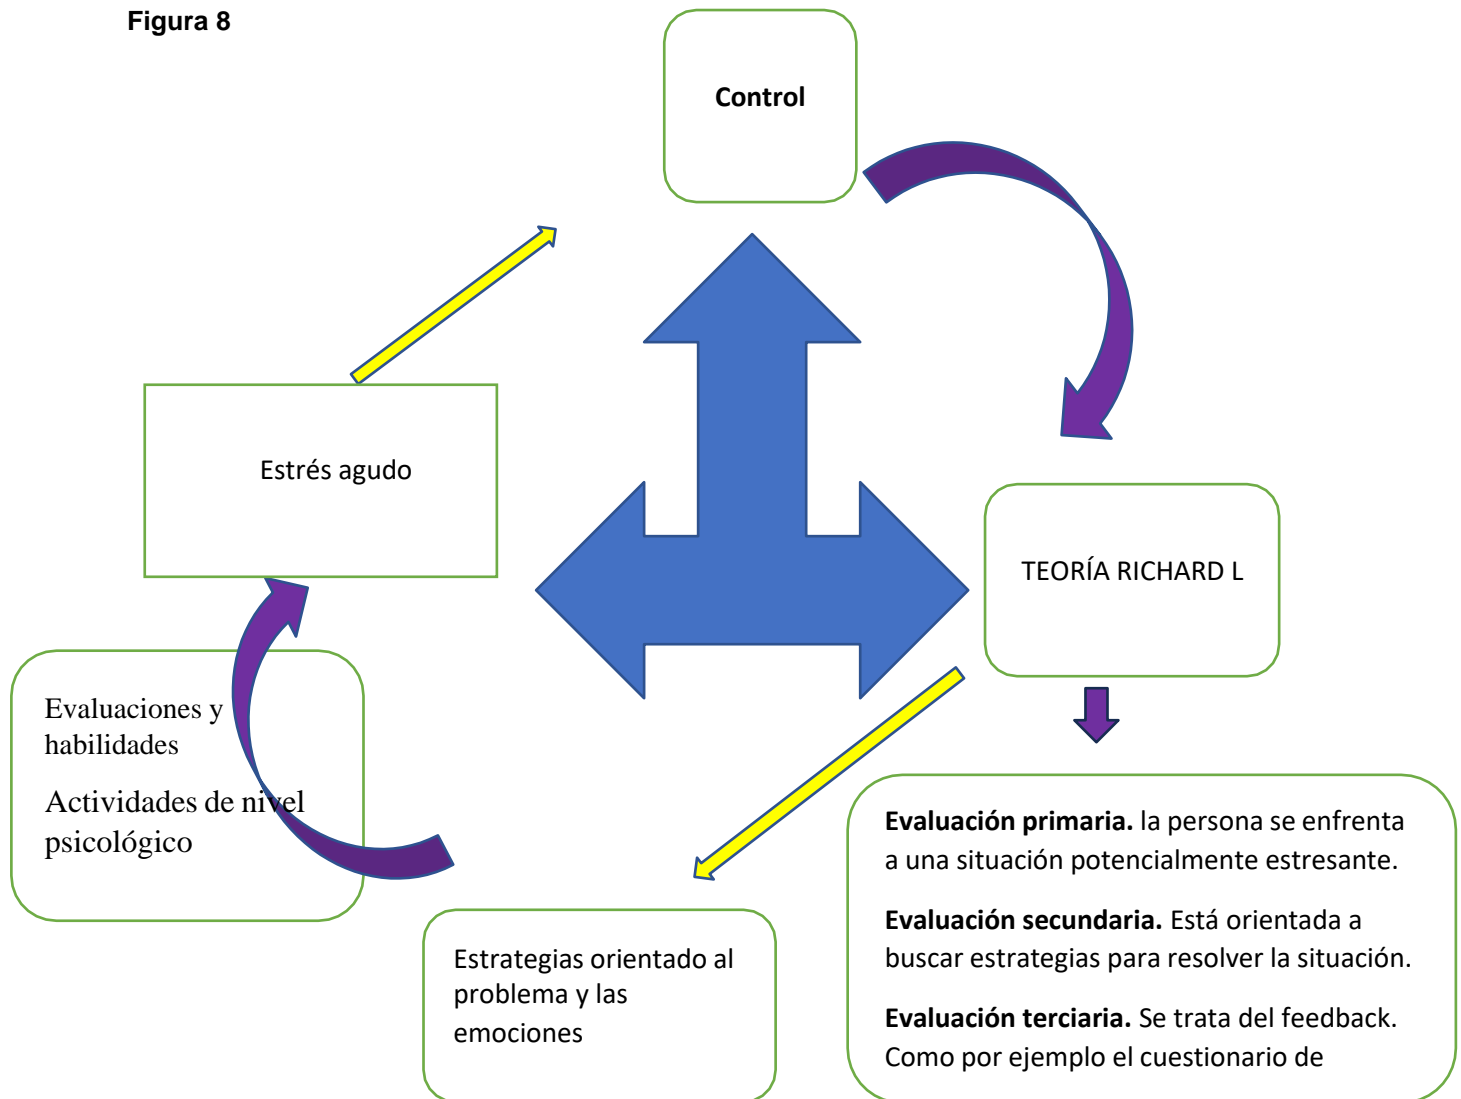 Figura 8
Control
Estrés agudo
TEORÍA RICHARD L
Evaluaciones y
habilidades
Actividades de nivel
psicológico
Estrategias orientado al
problema y las
emociones
Evaluación primaria. la persona se enfrenta
a una situación potencialmente estresante.
Evaluación secundaria. Está orientada a
buscar estrategias para resolver la situación.
Evaluación terciaria. Se trata del feedback.
Como por ejemplo el cuestionario de